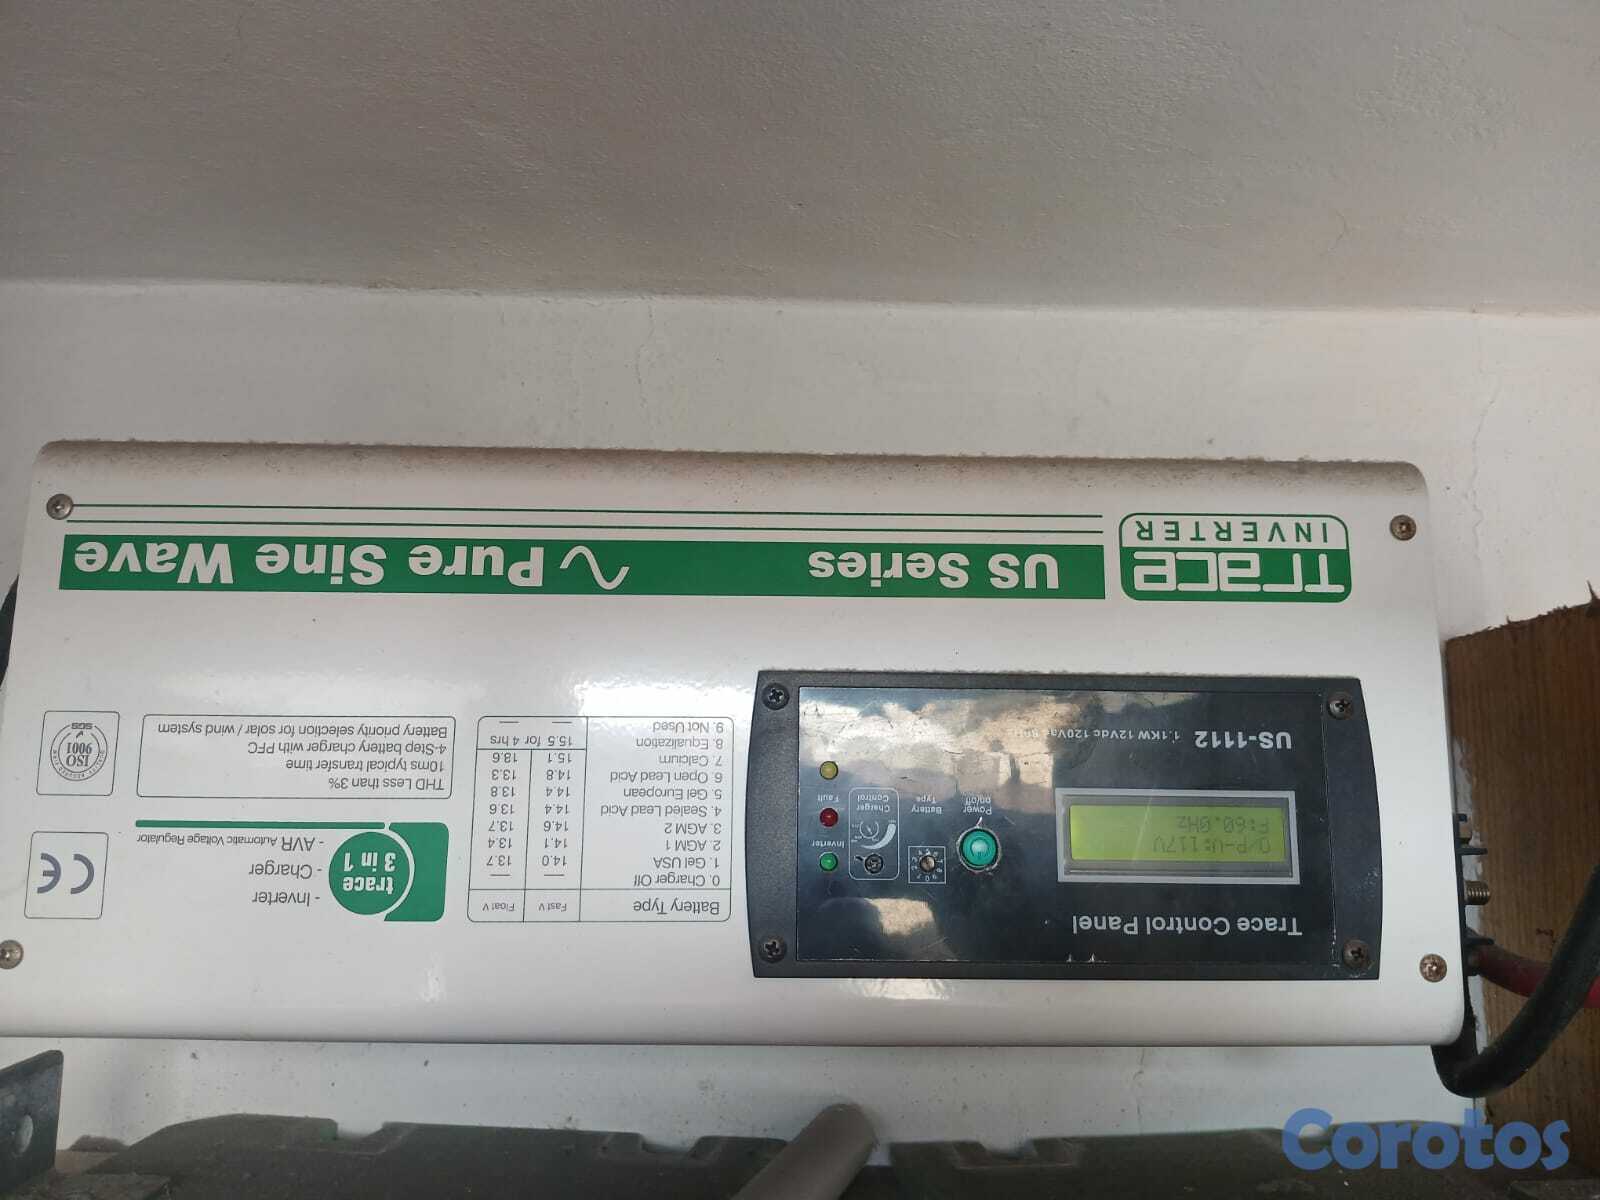 Trace Control Panel
O/P-V:117V
F:60.0Hz
US-1112
1.1KW 12Vdc 120Vac
Power
on/off
Battery
Type
Charger
Control
Inverter
Fault
Battery Type Fast V Float V
0. Charger Off — —
1. Gel USA 14.0 13.7
2. AGM 1 14.1 13.4
3. AGM 2 14.6 13.7
4. Sealed Lead Acid 14.4 13.6
5. Gel European 14.4 13.8
6. Open Lead Acid 14.8 13.3
7. Calcium 15.1 13.6
8. Equalization 15.5 for 4 hrs
9. Not Used — —
trace
3 in 1
- Inverter
- Charger
- AVR Automatic Voltage Regulator
THD Less than 3%
10ms typical transfer time
4-Step battery charger with PFC
Battery priority selection for solar / wind system
CE
ISO
9001
SGS
Trace
INVERTER
US Series Pure Sine Wave
Corotos